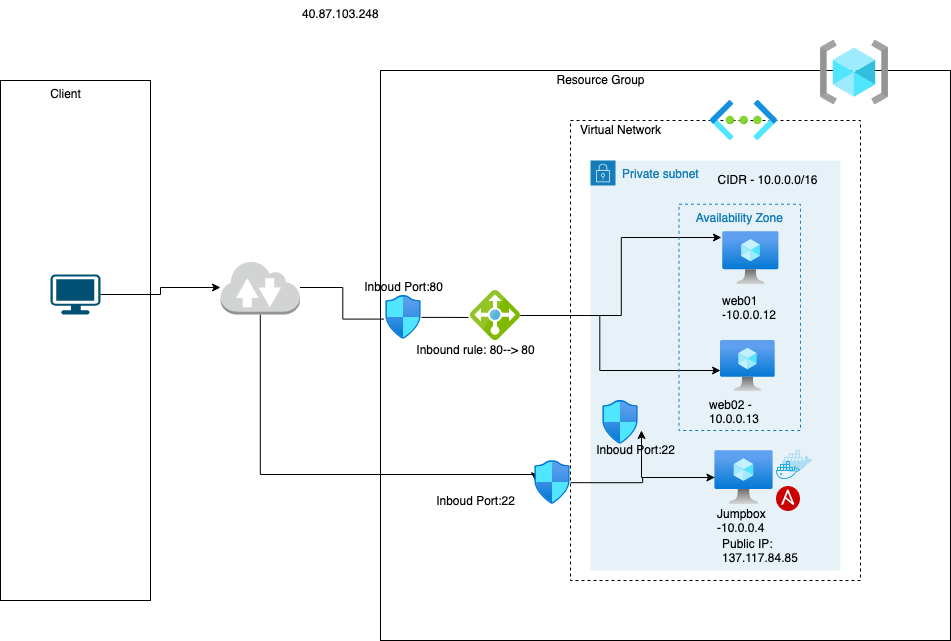 40.87.103.248
Resource Group
Client
Virtual Network
Private subnet
CIDR - 10.0.0.0/16
Availability Zone
web01
-10.0.0.12
Inboud Port:80
Inbound rule: 80--> 80
web02 -
10.0.0.13
Inboud Port:22
Inboud Port:22
Jumpbox
-10.0.0.4
Public IP:
137.117.84.85